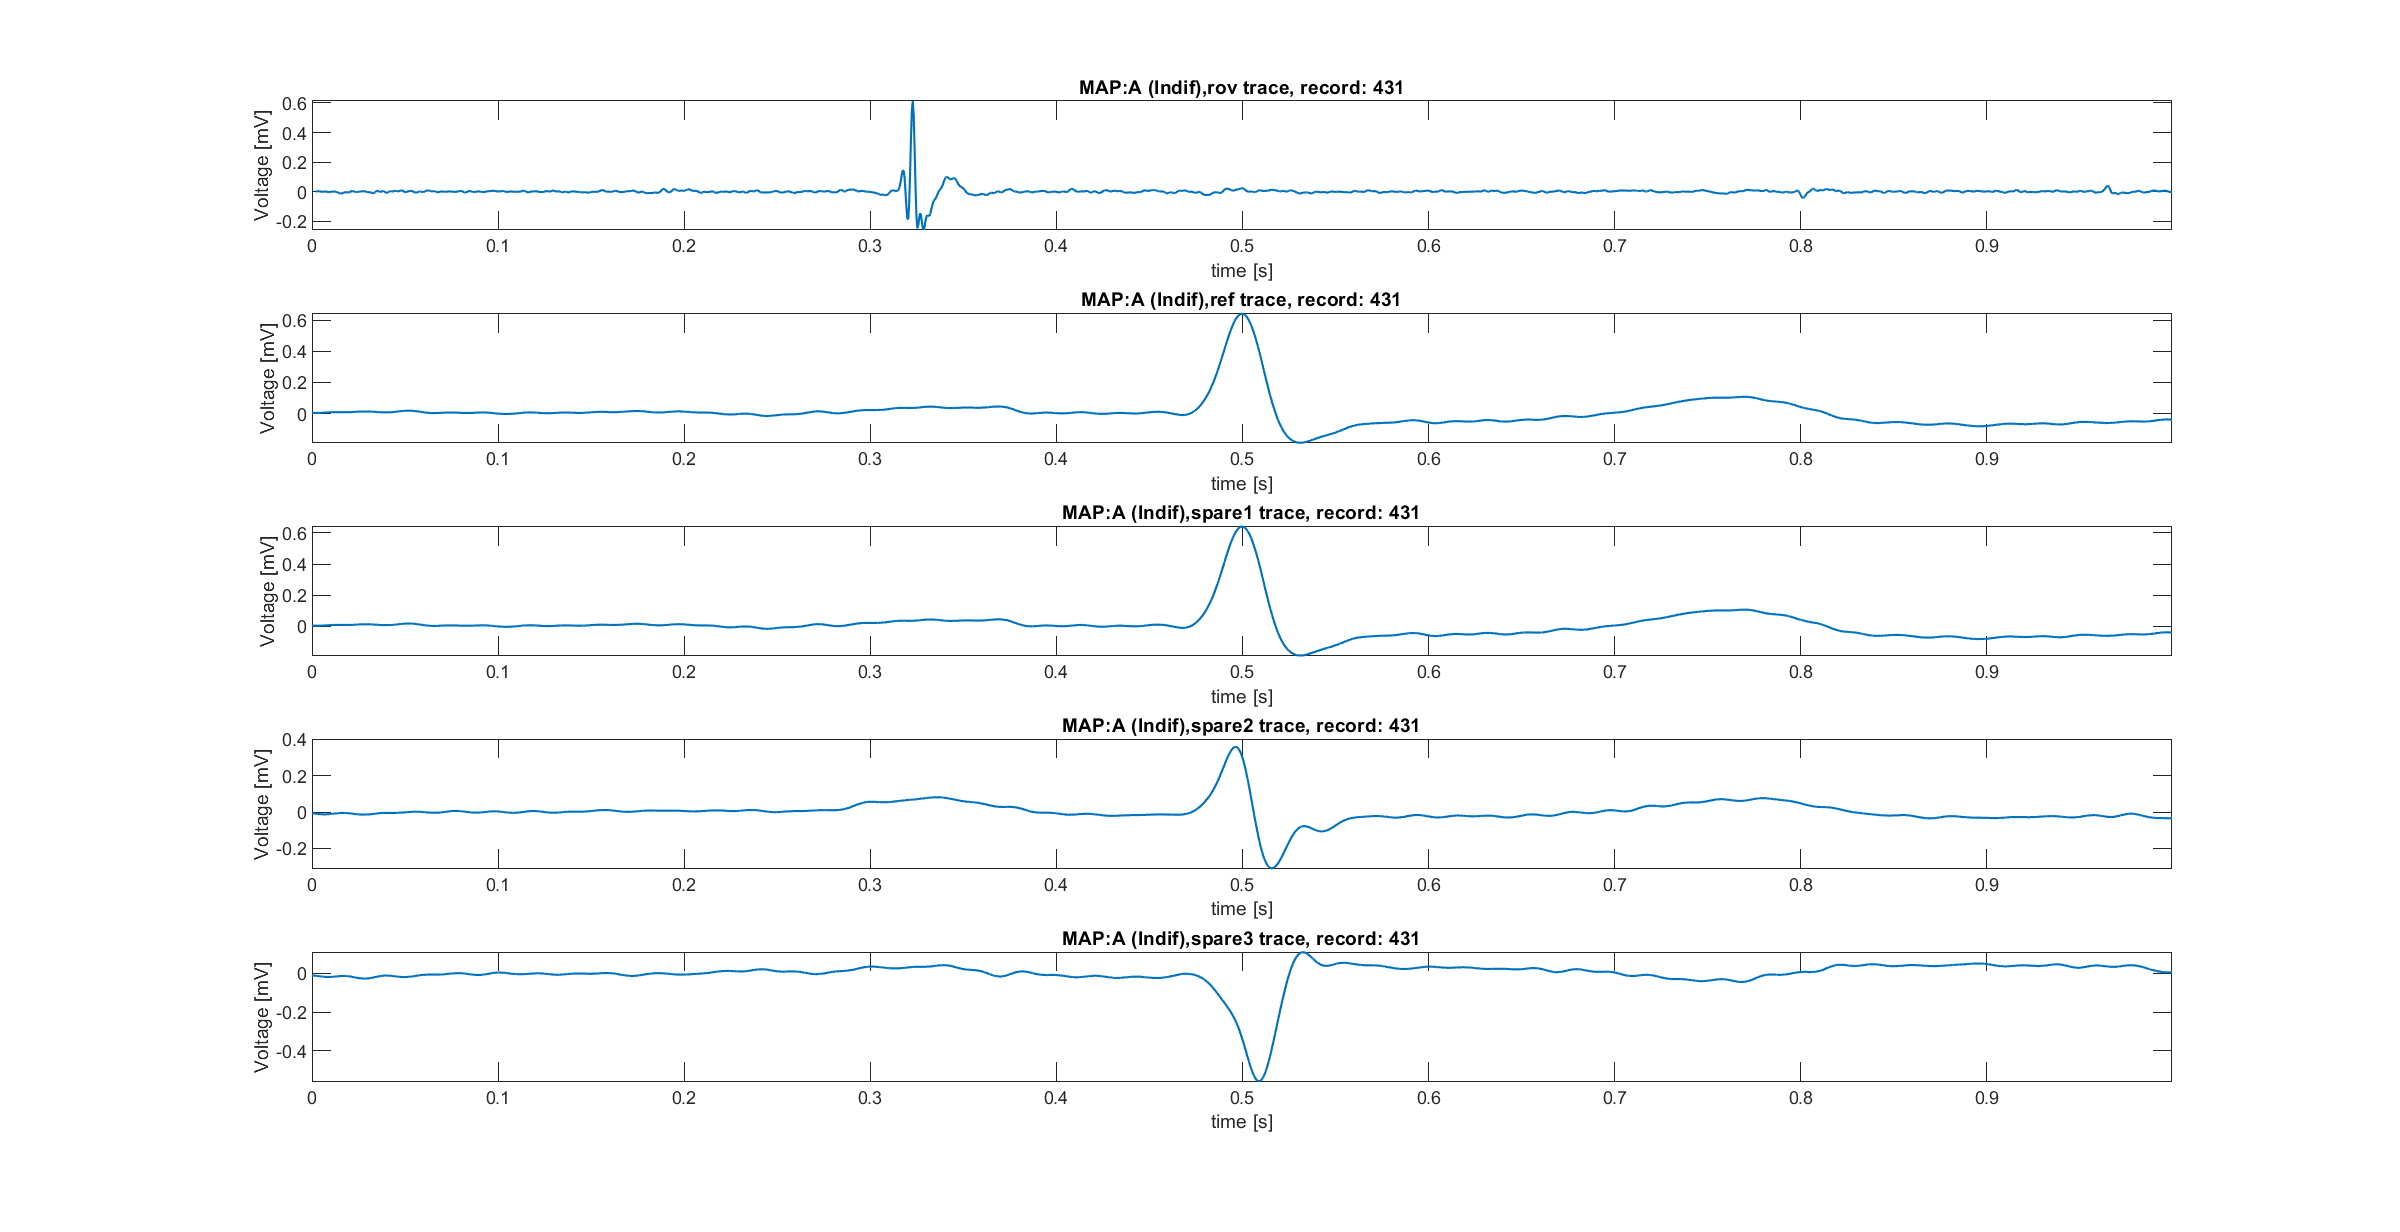 MAP:A (Indif),rov trace, record: 431
Voltage [mV]
0.6
0.4
0.2
0
-0.2
0 0.1 0.2 0.3 0.4 0.5 0.6 0.7 0.8 0.9
time [s]
MAP:A (Indif),ref trace, record: 431
Voltage [mV]
0.6
0.4
0.2
0
0 0.1 0.2 0.3 0.4 0.5 0.6 0.7 0.8 0.9
time [s]
MAP:A (Indif),spare1 trace, record: 431
Voltage [mV]
0.6
0.4
0.2
0
0 0.1 0.2 0.3 0.4 0.5 0.6 0.7 0.8 0.9
time [s]
MAP:A (Indif),spare2 trace, record: 431
Voltage [mV]
0.4
0.2
0
-0.2
0 0.1 0.2 0.3 0.4 0.5 0.6 0.7 0.8 0.9
time [s]
MAP:A (Indif),spare3 trace, record: 431
Voltage [mV]
0
-0.2
-0.4
0 0.1 0.2 0.3 0.4 0.5 0.6 0.7 0.8 0.9
time [s]